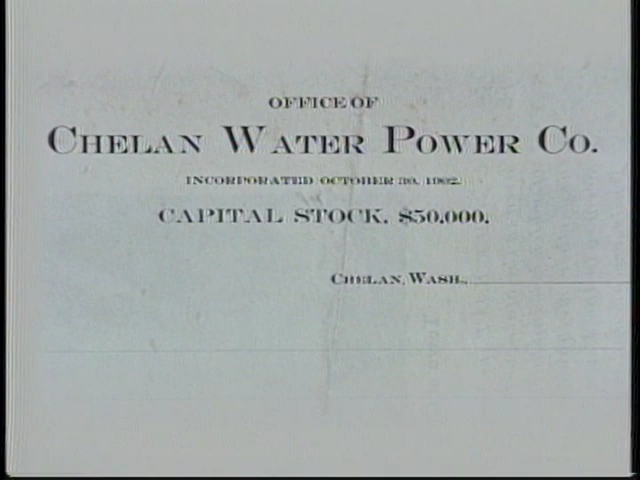 OFFICE OF
CHELAN WATER POWER CO.
INCORPORATED OCTOBER 30, 1902.
CAPITAL STOCK, $50,000.
CHELAN, WASH.,